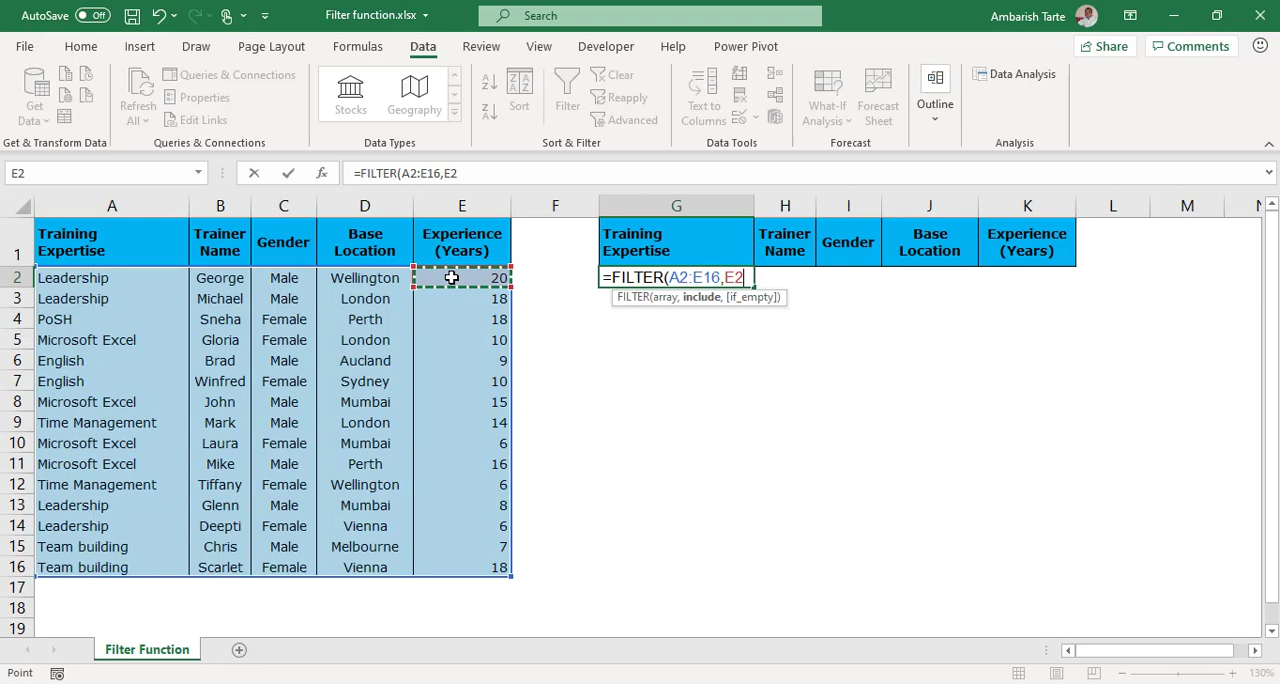 AutoSave Off Filter function.xlsx Search Ambarish Tarte
File Home Insert Draw Page Layout Formulas Data Review View Developer Help Power Pivot Share Comments
Get Data
Refresh All
Queries & Connections
Properties
Edit Links
Stocks Geography
Sort
Filter
Clear
Reapply
Advanced
Text to Columns
What-If Analysis
Forecast Sheet
Outline
Data Analysis
Get & Transform Data Queries & Connections Data Types Sort & Filter Data Tools Forecast Analysis
E2 fx =FILTER(A2:E16,E2
A B C D E F G H I J K L M N
1 Training Expertise Trainer Name Gender Base Location Experience (Years) Training Expertise Trainer Name Gender Base Location Experience (Years)
2 Leadership George Male Wellington 20 =FILTER(A2:E16,E2
FILTER(array, include, [if_empty])
3 Leadership Michael Male London 18
4 PoSH Sneha Female Perth 18
5 Microsoft Excel Gloria Female London 10
6 English Brad Male Aucland 9
7 English Winfred Female Sydney 10
8 Microsoft Excel John Male Mumbai 15
9 Time Management Mark Male London 14
10 Microsoft Excel Laura Female Mumbai 6
11 Microsoft Excel Mike Male Perth 16
12 Time Management Tiffany Female Wellington 6
13 Leadership Glenn Male Mumbai 8
14 Leadership Deepti Female Vienna 6
15 Team building Chris Male Melbourne 7
16 Team building Scarlet Female Vienna 18
17
18
19
Filter Function
Point 130%